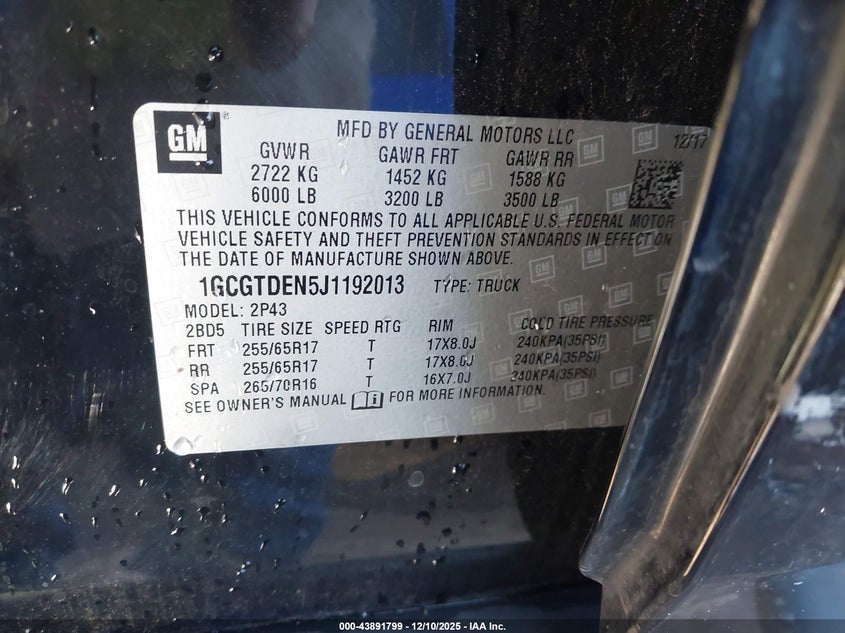 GM
MFD BY GENERAL MOTORS LLC 12/17
GVWR GAWR FRT GAWR RR
2722 KG 1452 KG 1588 KG
6000 LB 3200 LB 3500 LB
THIS VEHICLE CONFORMS TO ALL APPLICABLE U.S. FEDERAL MOTOR
VEHICLE SAFETY AND THEFT PREVENTION STANDARDS IN EFFECT ON
THE DATE OF MANUFACTURE SHOWN ABOVE.
1GCGTDEN5J1192013 TYPE: TRUCK
MODEL: 2P43
2BD5 TIRE SIZE SPEED RTG RIM COLD TIRE PRESSURE
FRT 255/65R17 T 17X8.0J 240KPA(35PSI)
RR 255/65R17 T 17X8.0J 240KPA(35PSI)
SPA 265/70R16 T 16X7.0J 240KPA(35PSI)
SEE OWNER'S MANUAL FOR MORE INFORMATION.
000-43891799 - 12/10/2025 - IAA Inc.